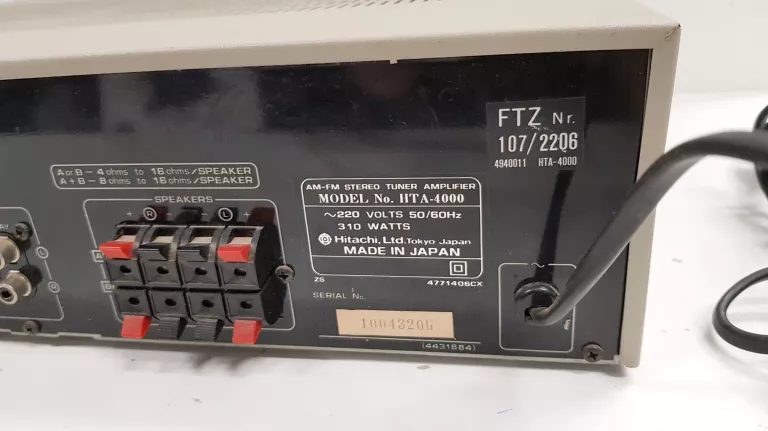 FTZ Nr.
107/2206
4940011 HTA-4000
A or B - 4 ohms to 16 ohms/SPEAKER
A + B - 8 ohms to 16 ohms/SPEAKER
AM-FM STEREO TUNER AMPLIFIER
MODEL No. HTA-4000
~220 VOLTS 50/60Hz
310 WATTS
Hitachi, Ltd. Tokyo Japan
MADE IN JAPAN
SPEAKERS
+ R - - L +
A
B
L
R
ZS 4771406CX
SERIAL No.
10043206
(4431884)